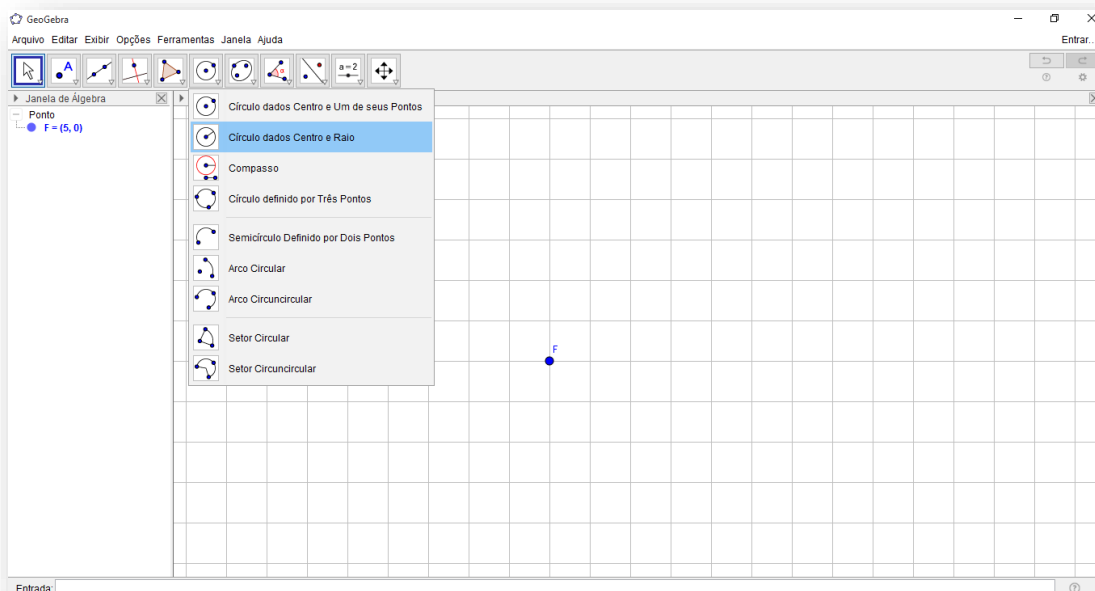 GeoGebra
Arquivo Editar Exibir Opções Ferramentas Janela Ajuda
Entrar...
A
a=2
Janela de Álgebra
Ponto
F = (5, 0)
Círculo dados Centro e Um de seus Pontos
Círculo dados Centro e Raio
Compasso
Círculo definido por Três Pontos
Semicírculo Definido por Dois Pontos
Arco Circular
Arco Circuncircular
Setor Circular
Setor Circuncircular
F
Entrada: